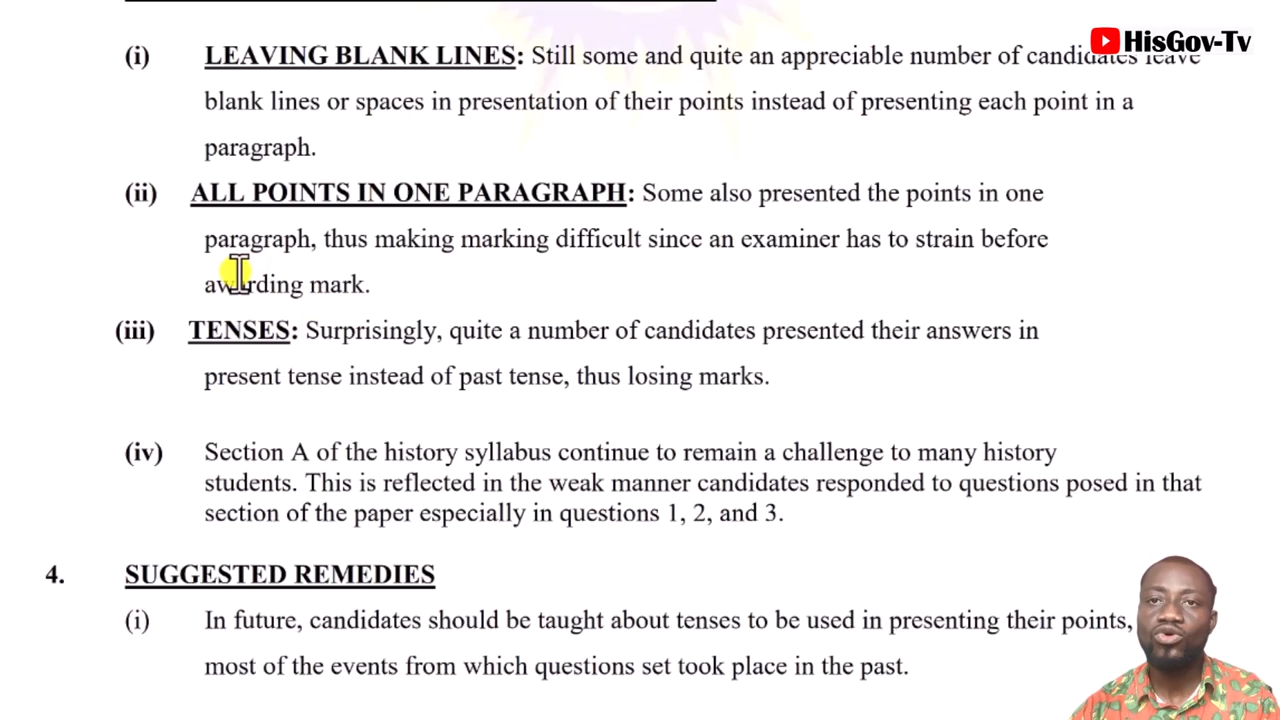 HisGov-Tv
(i) LEAVING BLANK LINES: Still some and quite an appreciable number of candidates leave
blank lines or spaces in presentation of their points instead of presenting each point in a
paragraph.
(ii) ALL POINTS IN ONE PARAGRAPH: Some also presented the points in one
paragraph, thus making marking difficult since an examiner has to strain before
awarding mark.
(iii) TENSES: Surprisingly, quite a number of candidates presented their answers in
present tense instead of past tense, thus losing marks.
(iv) Section A of the history syllabus continue to remain a challenge to many history
students. This is reflected in the weak manner candidates responded to questions posed in that
section of the paper especially in questions 1, 2, and 3.
4. SUGGESTED REMEDIES
(i) In future, candidates should be taught about tenses to be used in presenting their points,
most of the events from which questions set took place in the past.